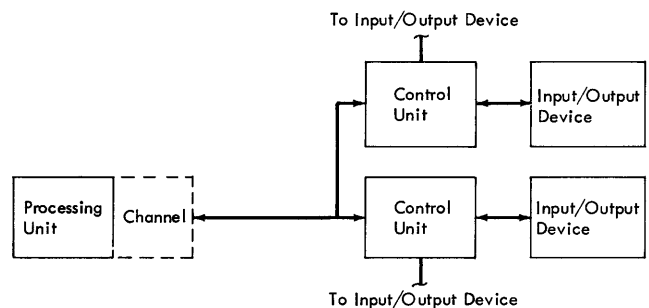 To Input/Output Device
Control
Unit
Input/Output
Device
Processing
Unit
Channel
Control
Unit
Input/Output
Device
To Input/Output Device